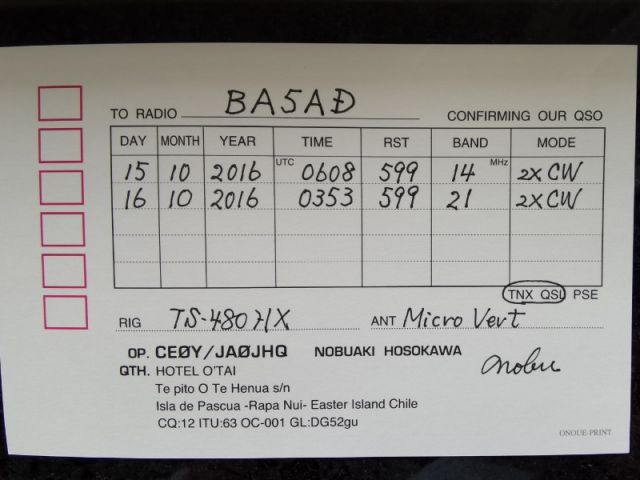 TO RADIO BA5AD CONFIRMING OUR QSO
DAY MONTH YEAR TIME RST BAND MODE
15 10 2016 UTC 0608 599 14 MHz 2XCW
16 10 2016 0353 599 21 2XCW
TNX QSL PSE
RIG TS-480HX ANT Micro Vert
OP. CEØY/JAØJHQ NOBUAKI HOSOKAWA
nobu
QTH. HOTEL O'TAI
Te pito O Te Henua s/n
Isla de Pascua -Rapa Nui- Easter Island Chile
CQ:12 ITU:63 OC-001 GL:DG52gu
ONOUE-PRINT